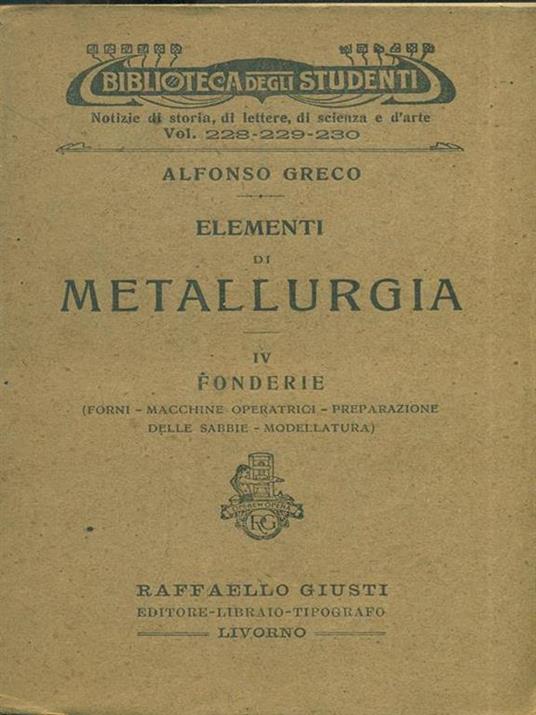 BIBLIOTECA DEGLI STUDENTI
Notizie di storia, di lettere, di scienza e d'arte
Vol. 228-229-230
ALFONSO GRECO
ELEMENTI
DI
METALLURGIA
IV
FONDERIE
(FORNI - MACCHINE OPERATRICI - PREPARAZIONE
DELLE SABBIE - MODELLATURA)
RG
RAFFAELLO GIUSTI
EDITORE-LIBRAIO-TIPOGRAFO
LIVORNO